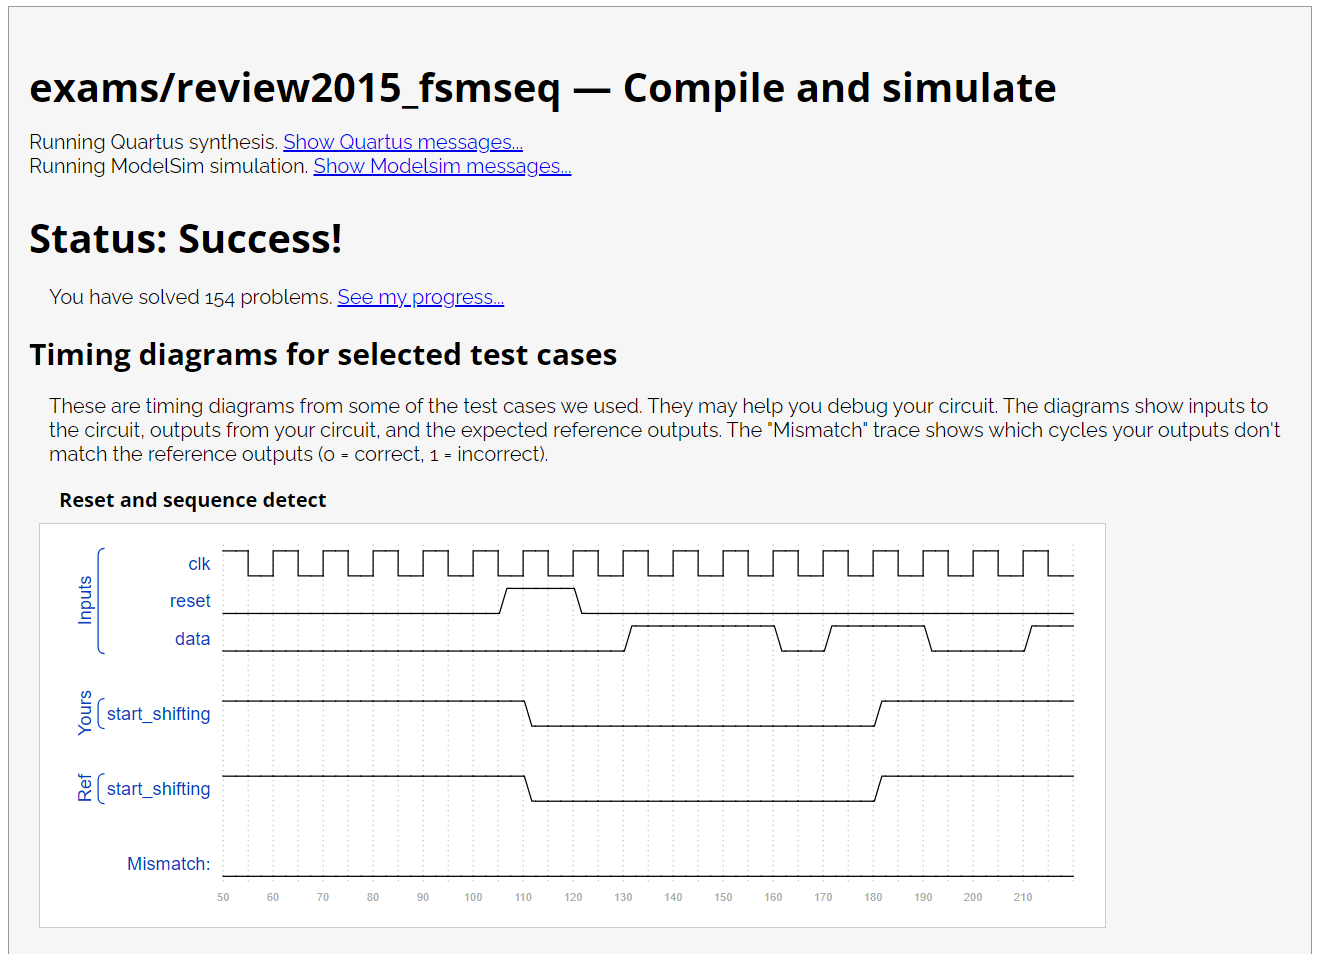 exams/review2015_fsmseq — Compile and simulate
Running Quartus synthesis. Show Quartus messages...
Running ModelSim simulation. Show Modelsim messages...
Status: Success!
You have solved 154 problems. See my progress...
Timing diagrams for selected test cases
These are timing diagrams from some of the test cases we used. They may help you debug your circuit. The diagrams show inputs to
the circuit, outputs from your circuit, and the expected reference outputs. The "Mismatch" trace shows which cycles your outputs don't
match the reference outputs (0 = correct, 1 = incorrect).
Reset and sequence detect
Inputs
clk
reset
data
Yours
start_shifting
Ref
start_shifting
Mismatch:
50 60 70 80 90 100 110 120 130 140 150 160 170 180 190 200 210